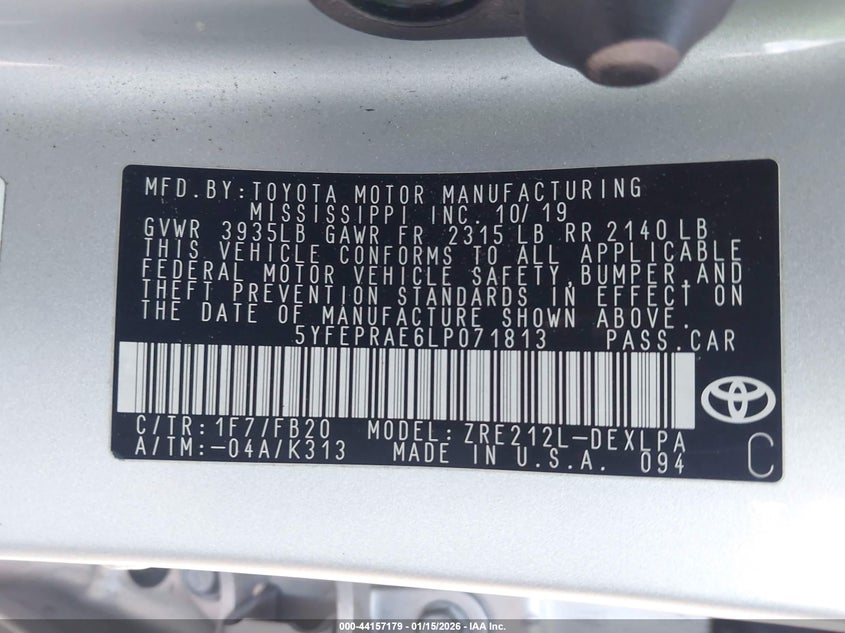 MFD.BY:TOYOTA MOTOR MANUFACTURING
MISSISSIPPI INC. 10/19
GVWR 3935LB GAWR FR 2315 LB RR 2140 LB
THIS VEHICLE CONFORMS TO ALL APPLICABLE
FEDERAL MOTOR VEHICLE SAFETY,BUMPER,AND
THEFT PREVENTION STANDARDS IN EFFECT ON
THE DATE OF MANUFACTURE SHOWN ABOVE.
5YFEPRAE6LP071813 PASS.CAR
C/TR:1F7/FB20 MODEL:ZRE212L-DEXLPA
A/TM:-04A/K313 MADE IN U.S.A. 094 C
000-44157179 - 01/15/2026 - IAA Inc.